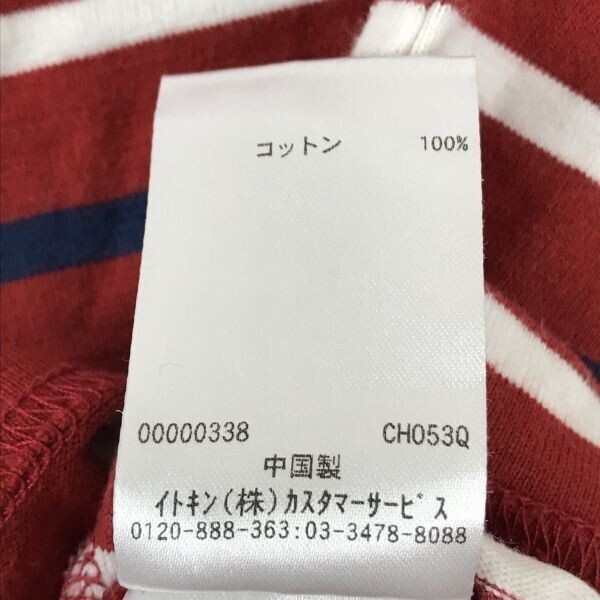 コットン 100%
00000338 CH053Q
中国製
イトキン(株)カスタマーサービス
0120-888-363:03-3478-8088